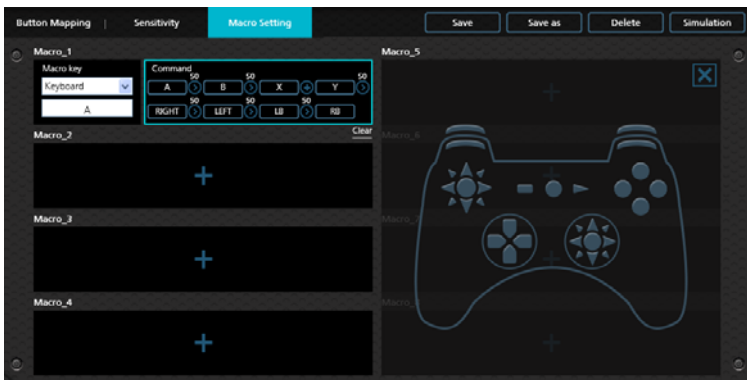 Button Mapping | Sensitivity Macro Setting Save Save as Delete Simulation
Macro_1 Macro_5
Macro key Command
50 50 50
Keyboard A B X Y
50 50 50
A RIGHT LEFT LB RB
Clear
Macro_2 Macro_6
Macro_3
Macro_4